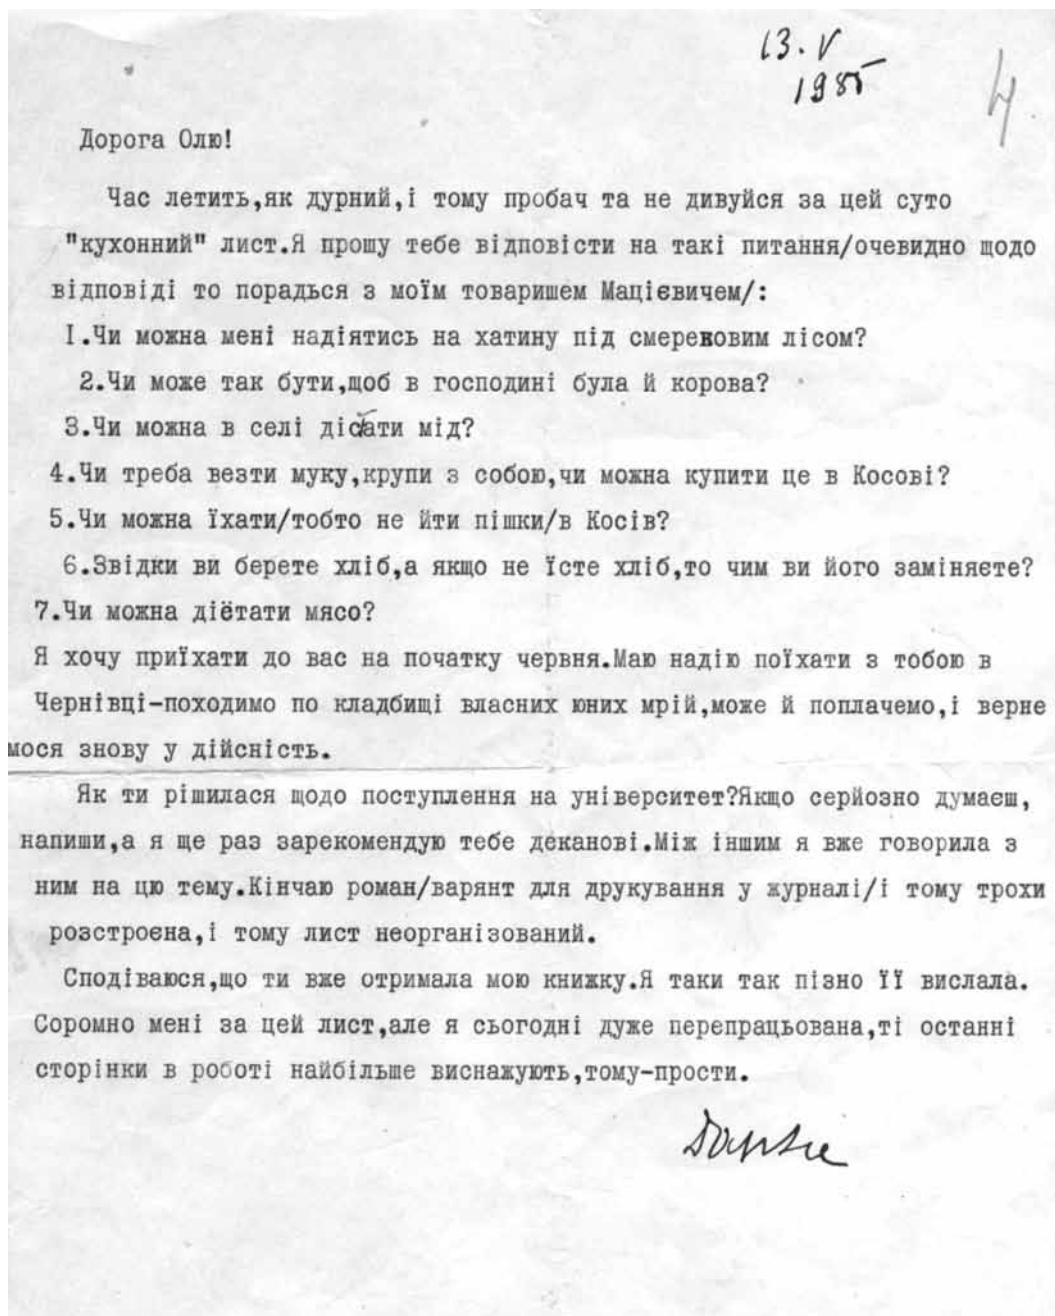 13.V
1985
4
Дорога Олю!
Час летить,як дурний,і тому пробач та не дивуйся за цей суто
"кухонний" лист.Я прошу тебе відповісти на такі питання/очевидно щодо
відповіді то порадься з моїм товаришем Мацієвичем/:
І.Чи можна мені надіятись на хатину під смерековим лісом?
2.Чи може так бути,щоб в господині була й корова?
3.Чи можна в селі дістати мід?
4.Чи треба везти муку,крупи з собою,чи можна купити це в Косові?
5.Чи можна їхати/тобто не йти пішки/в Косів?
6.Звідки ви берете хліб,а якщо не їсте хліб,то чим ви його заміняєте?
7.Чи можна дістати мясо?
Я хочу приїхати до вас на початку червня.Маю надію поїхати з тобою в
Чернівці-походимо по кладбищі власних юних мрій,може й поплачемо,і верне
мося знову у дійсність.
Як ти рішилася щодо поступлення на університет?Якщо серйозно думаєш,
напиши,а я ще раз зарекомендую тебе деканові.Між іншим я вже говорила з
ним на цю тему.Кінчаю роман/варянт для друкування у журналі/і тому трохи
розстроєна,і тому лист неорганізований.
Сподіваюся,що ти вже отримала мою книжку.Я таки так пізно її вислала.
Соромно мені за цей лист,але я сьогодні дуже перепрацьована,ті останні
сторінки в роботі найбільше виснажують,тому-прости.